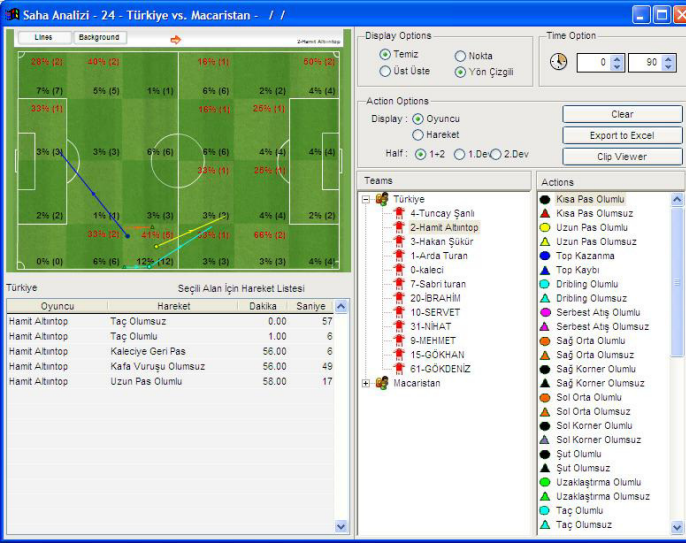 Saha Analizi - 24 - Türkiye vs. Macaristan - / /
Lines Background
2-Hamit Altıntop
28% (2) 40% (2) 16% (1) 50% (2)
7% (7) 5% (5) 1% (1) 6% (6) 2% (2) 4% (4)
33% (1) 16% (1) 25% (1)
3% (3) 3% (3) 6% (6) 6% (6) 4% (4) 3% (3)
33% (1) 25% (1)
2% (2) 1% (1) 3% (3) 3% (3) 4% (4) 2% (2)
33% (2) 41% (5) 33% (1) 66% (2)
0% (0) 6% (6) 12% (12) 3% (3) 3% (3) 4% (4)
Türkiye Seçili Alan İçin Hareket Listesi
Oyuncu Hareket Dakika Saniye
Hamit Altıntop Taç Olumsuz 0.00 57
Hamit Altıntop Taç Olumlu 1.00 6
Hamit Altıntop Kaleciye Geri Pas 56.00 6
Hamit Altıntop Kafa Vuruşu Olumsuz 56.00 49
Hamit Altıntop Uzun Pas Olumlu 58.00 17
Display Options
Temiz Nokta
Üst Üste Yön Çizgili
Time Option
0 90
Action Options
Display : Oyuncu
Hareket
Half : 1+2 1.Dev 2.Dev
Clear
Export to Excel
Clip Viewer
Teams
Türkiye
4-Tuncay Şanlı
2-Hamit Altıntop
3-Hakan Şükür
1-Arda Turan
0-kaleci
7-Sabri turan
20-İBRAHİM
10-SERVET
31-NİHAT
9-MEHMET
15-GÖKHAN
61-GÖKDENİZ
Macaristan
Actions
Kısa Pas Olumlu
Kısa Pas Olumsuz
Uzun Pas Olumlu
Uzun Pas Olumsuz
Top Kazanma
Top Kaybı
Dribling Olumlu
Dribling Olumsuz
Serbest Atış Olumlu
Serbest Atış Olumsuz
Sağ Orta Olumlu
Sağ Orta Olumsuz
Sağ Korner Olumlu
Sağ Korner Olumsuz
Sol Orta Olumlu
Sol Orta Olumsuz
Sol Korner Olumlu
Sol Korner Olumsuz
Şut Olumlu
Şut Olumsuz
Uzaklaştırma Olumlu
Uzaklaştırma Olumsuz
Taç Olumlu
Taç Olumsuz